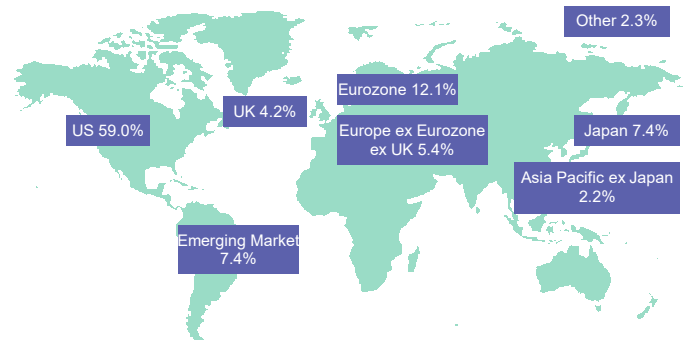 Other 2.3%
Eurozone 12.1%
UK 4.2%
US 59.0%
Europe ex Eurozone
ex UK 5.4%
Japan 7.4%
Asia Pacific ex Japan
2.2%
Emerging Market
7.4%